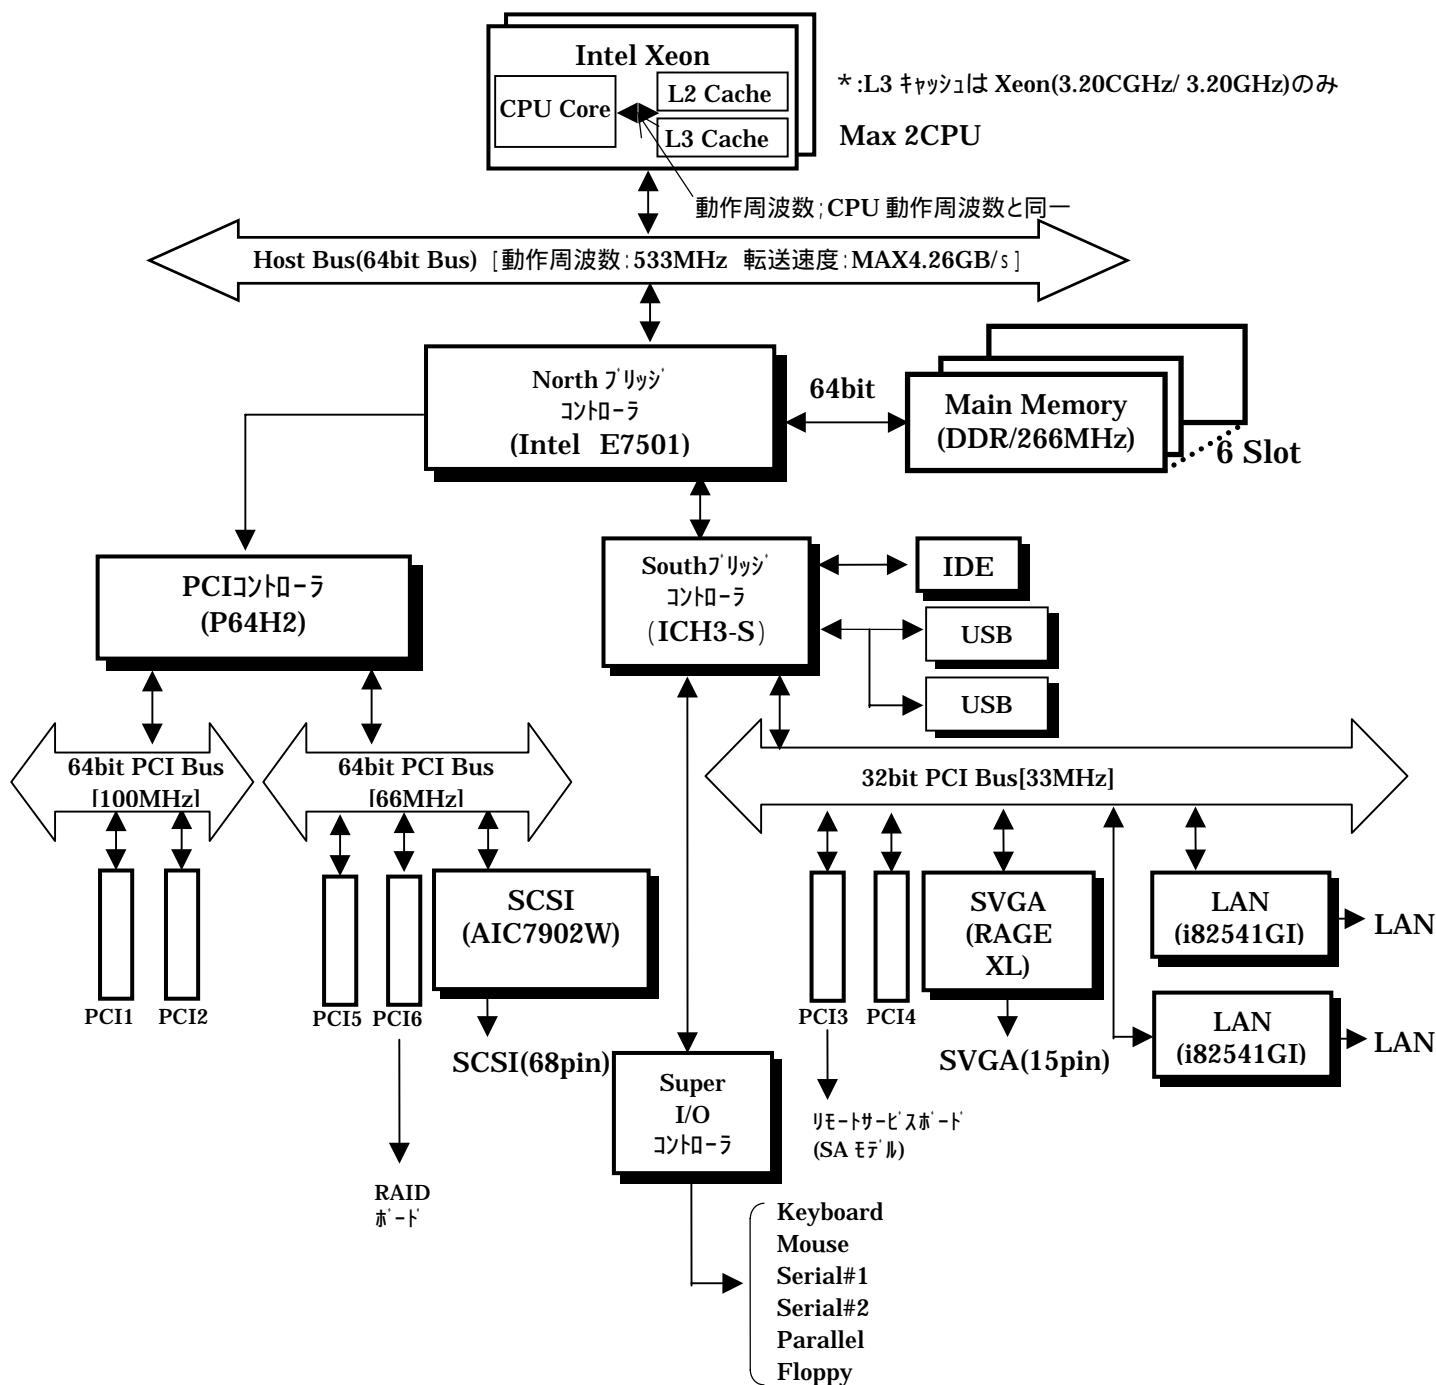 Intel Xeon
CPU Core
L2 Cache
L3 Cache
*:L3 ｷｬｯｼｭは Xeon(3.20CGHz/ 3.20GHz)のみ
Max 2CPU
動作周波数;CPU 動作周波数と同一
Host Bus(64bit Bus) [動作周波数:533MHz 転送速度:MAX4.26GB/s]
North ﾌﾞﾘｯｼﾞ
ｺﾝﾄﾛｰﾗ
(Intel E7501)
64bit
Main Memory
(DDR/266MHz)
6 Slot
PCIｺﾝﾄﾛｰﾗ
(P64H2)
Southﾌﾞﾘｯｼﾞ
ｺﾝﾄﾛｰﾗ
(ICH3-S)
IDE
USB
USB
64bit PCI Bus
[100MHz]
64bit PCI Bus
[66MHz]
32bit PCI Bus[33MHz]
PCI1
PCI2
PCI5
PCI6
SCSI
(AIC7902W)
SCSI(68pin)
PCI3
PCI4
SVGA
(RAGE
XL)
SVGA(15pin)
LAN
(i82541GI)
LAN
LAN
(i82541GI)
LAN
Super
I/O
ｺﾝﾄﾛｰﾗ
ﾘﾓｰﾄｻｰﾋﾞｽﾎﾞｰﾄﾞ
(SA ﾓﾃﾞﾙ)
RAID
ﾎﾞｰﾄﾞ
Keyboard
Mouse
Serial#1
Serial#2
Parallel
Floppy